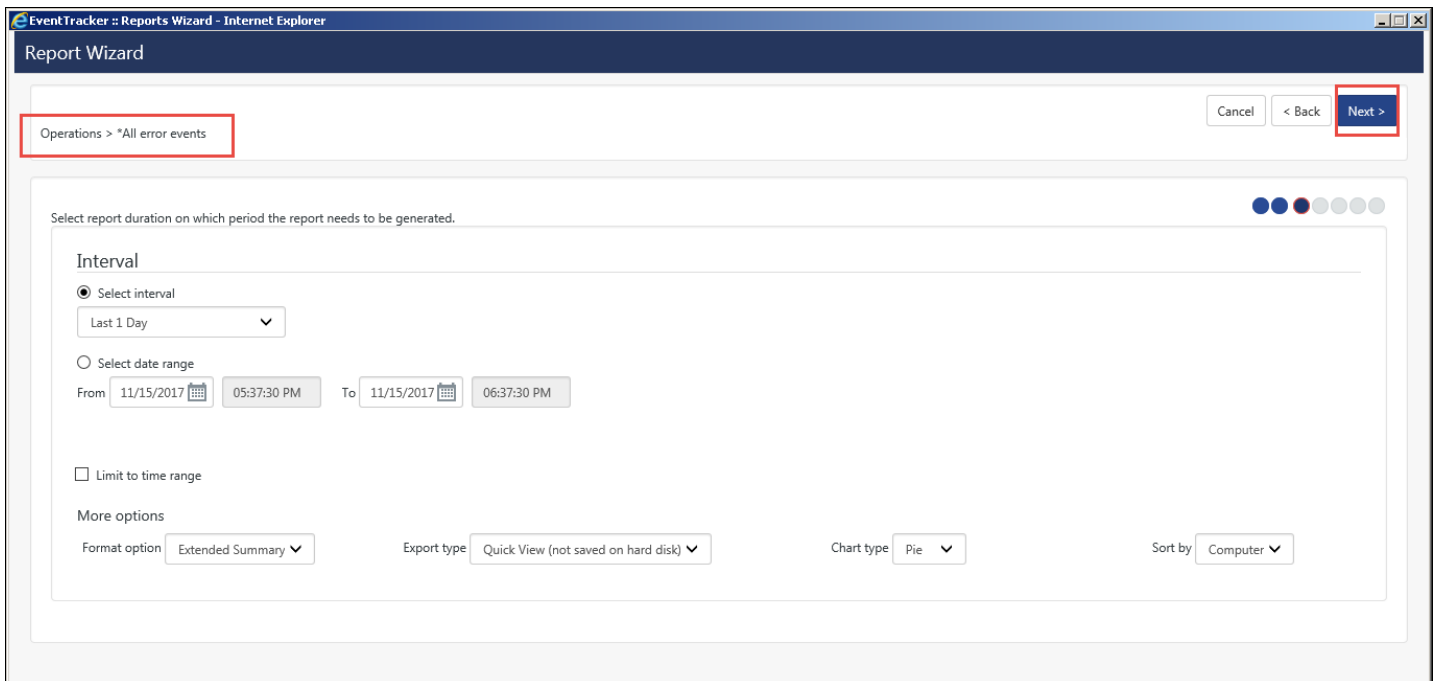 EventTracker :: Reports Wizard - Internet Explorer
Report Wizard
Cancel < Back Next >
Operations > *All error events
Select report duration on which period the report needs to be generated.
Interval
Select interval
Last 1 Day
Select date range
From 11/15/2017 05:37:30 PM To 11/15/2017 06:37:30 PM
Limit to time range
More options
Format option Extended Summary Export type Quick View (not saved on hard disk) Chart type Pie Sort by Computer